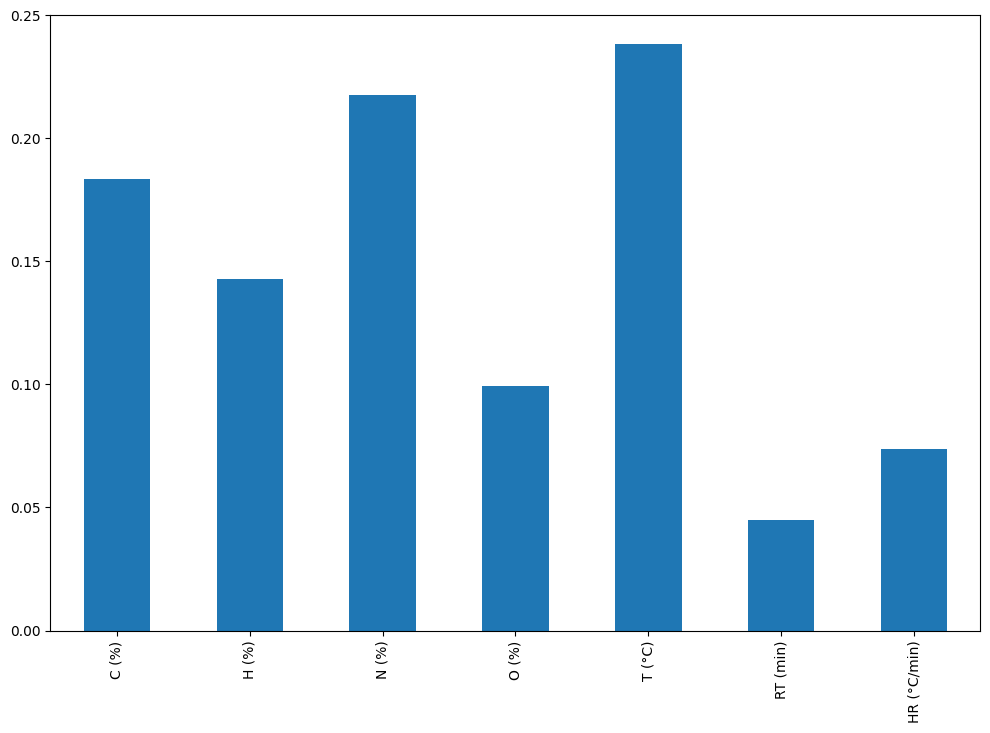 0.25
0.20
0.15
0.10
0.05
0.00
C (%)
H (%)
N (%)
O (%)
T (°C)
RT (min)
HR (°C/min)